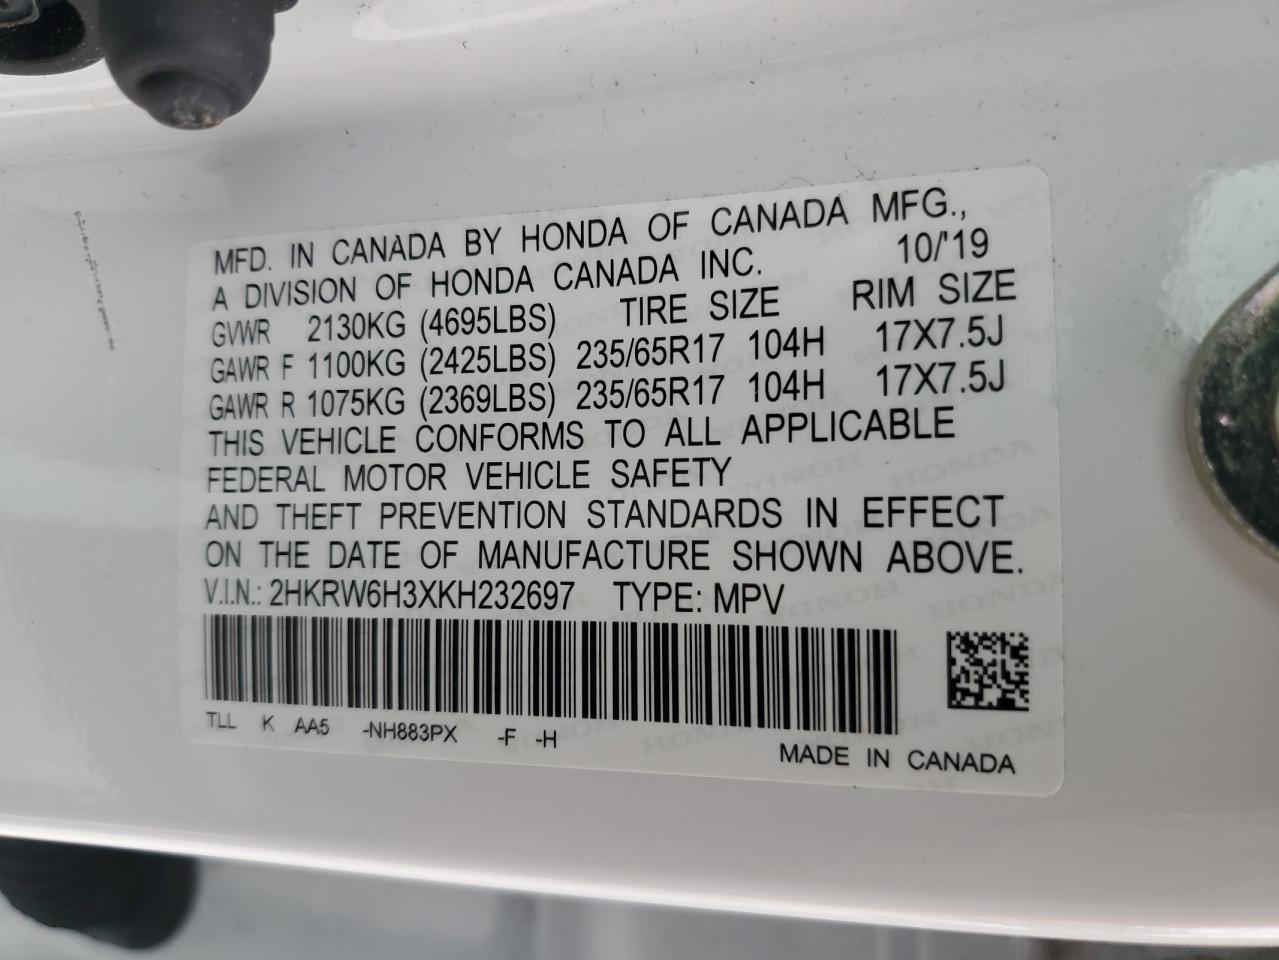 MFD. IN CANADA BY HONDA OF CANADA MFG.,
A DIVISION OF HONDA CANADA INC. 10/'19
GVWR 2130KG (4695LBS) TIRE SIZE RIM SIZE
GAWR F 1100KG (2425LBS) 235/65R17 104H 17X7.5J
GAWR R 1075KG (2369LBS) 235/65R17 104H 17X7.5J
THIS VEHICLE CONFORMS TO ALL APPLICABLE
FEDERAL MOTOR VEHICLE SAFETY
AND THEFT PREVENTION STANDARDS IN EFFECT
ON THE DATE OF MANUFACTURE SHOWN ABOVE.
V.I.N.: 2HKRW6H3XKH232697 TYPE: MPV
TLL K AA5 -NH883PX -F -H
MADE IN CANADA